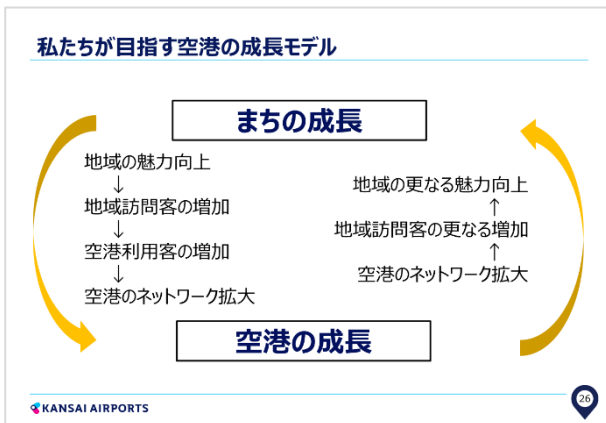 私たちが目指す空港の成長モデル
まちの成長
地域の魅力向上
↓
地域訪問客の増加
↓
空港利用客の増加
↓
空港のネットワーク拡大
地域の更なる魅力向上
↑
地域訪問客の更なる増加
↑
空港のネットワーク拡大
空港の成長
KANSAI AIRPORTS
26